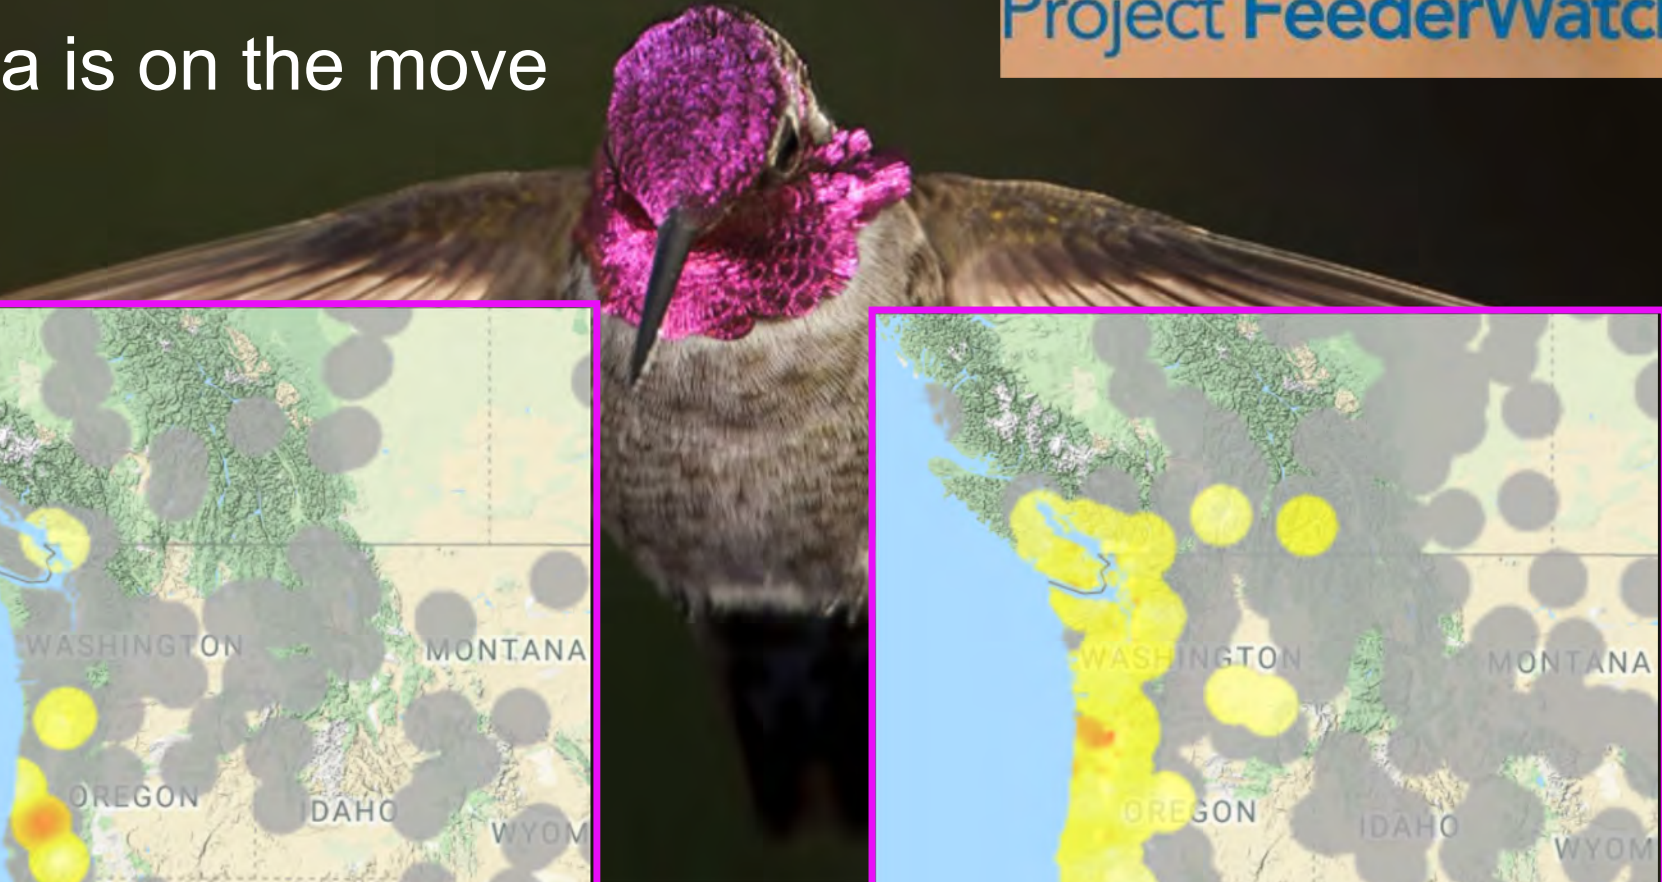 a is on the move
Project FeederWatc
WASHINGTON
MONTANA
OREGON
IDAHO
WYOM
WASHINGTON
MONTANA
OREGON
IDAHO
WYOM